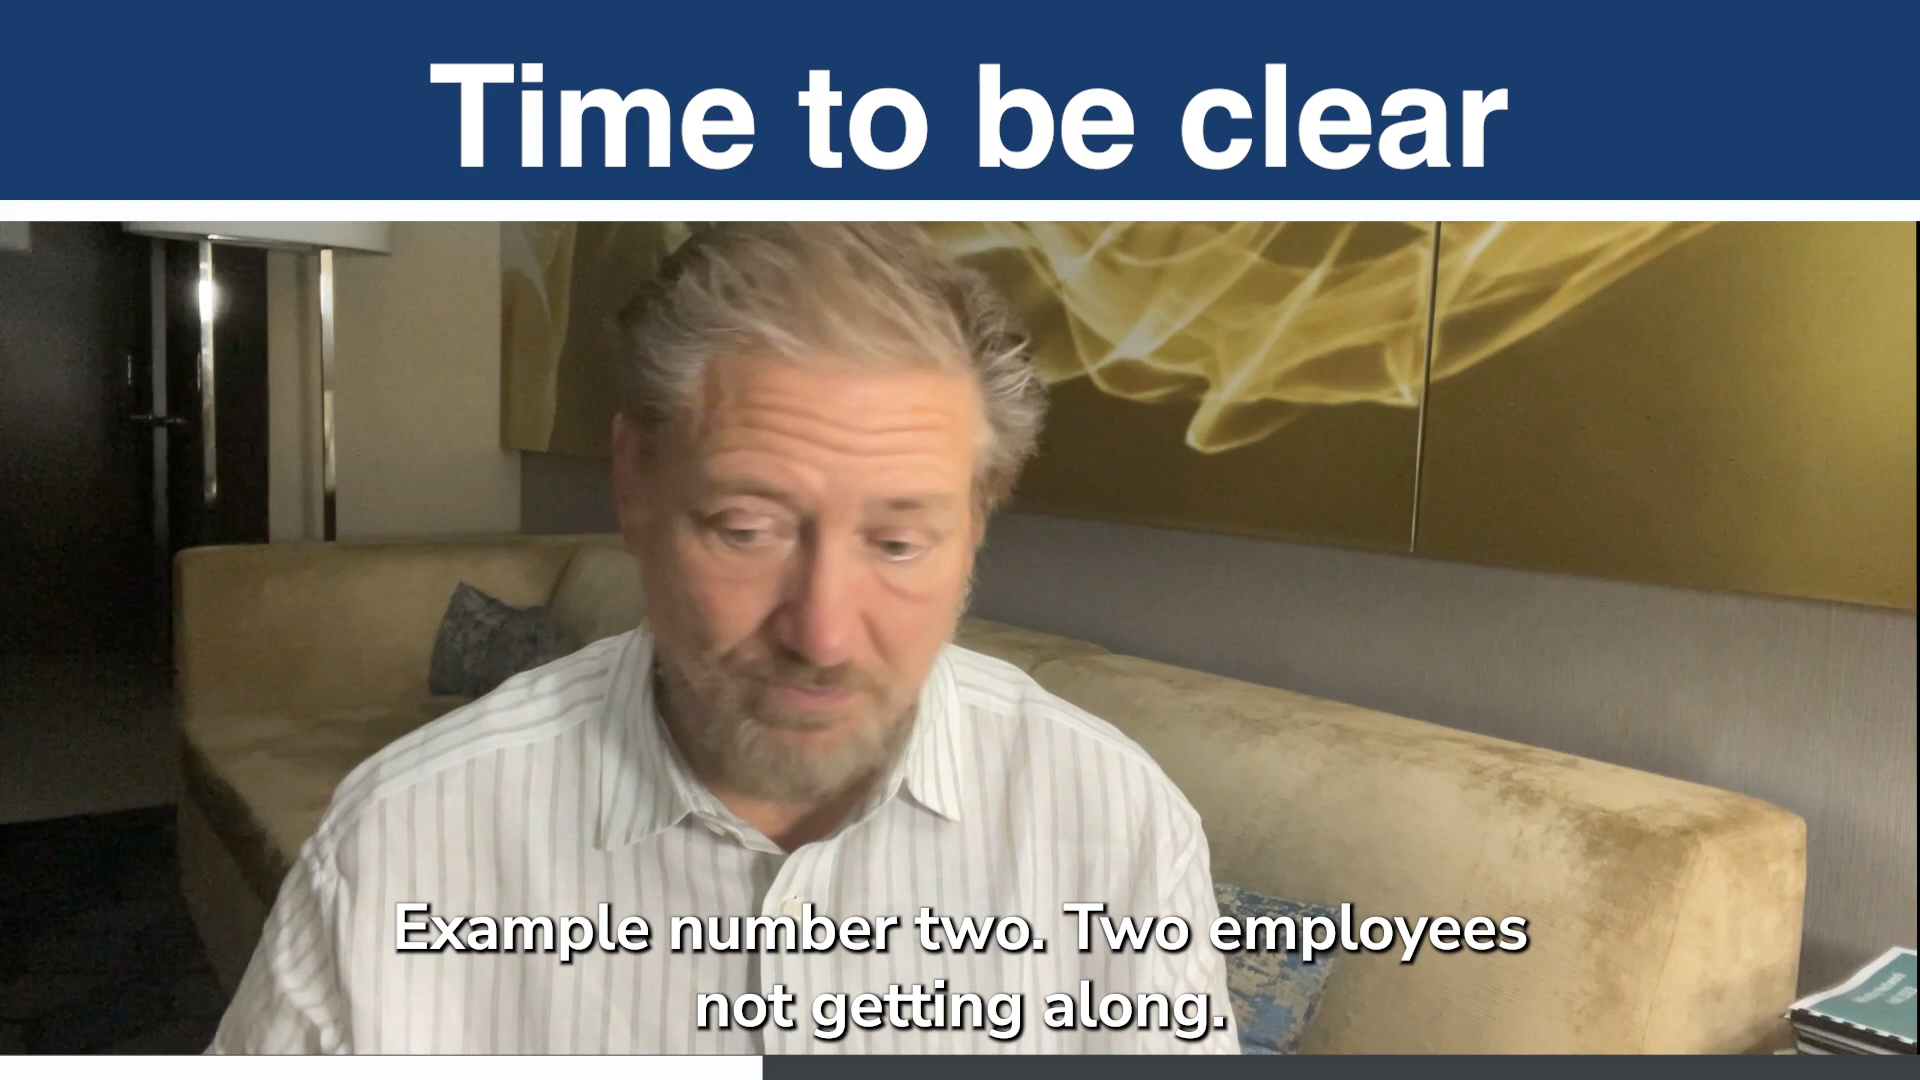 Time to be clear
Example number two. Two employees
not getting along.